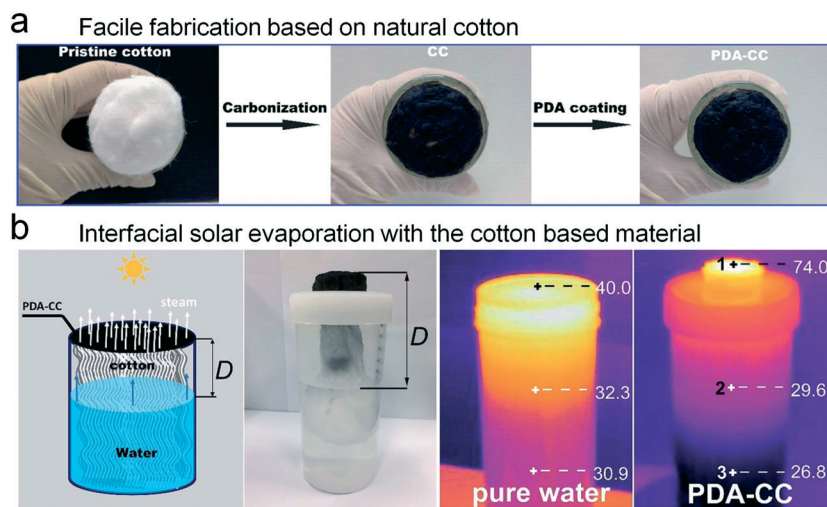 a Facile fabrication based on natural cotton
Pristine cotton
Carbonization
CC
PDA coating
PDA-CC
b Interfacial solar evaporation with the cotton based material
PDA-CC
steam
cotton
D
Water
D
40.0
32.3
30.9
pure water
1 74.0
2 29.6
3 26.8
PDA-CC